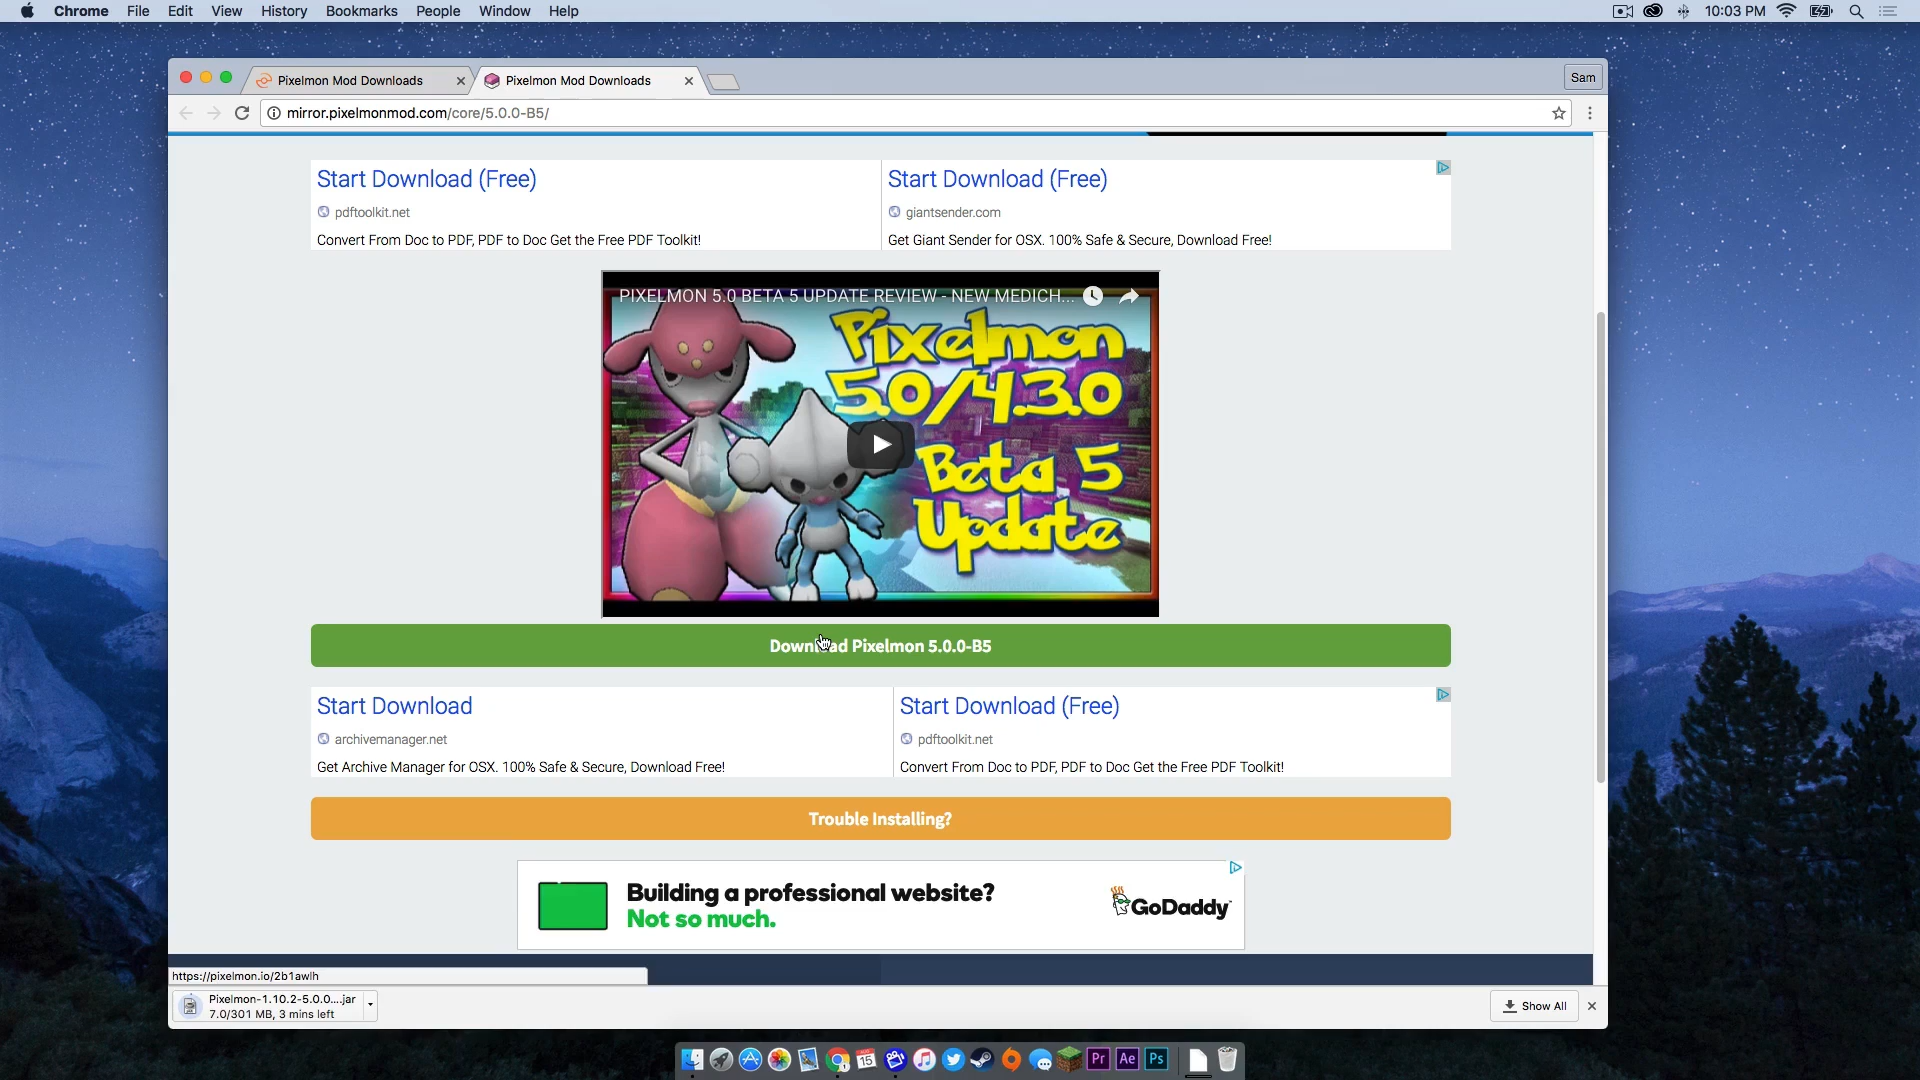 Chrome File Edit View History Bookmarks People Window Help
10:03 PM
Pixelmon Mod Downloads
Pixelmon Mod Downloads
Sam
mirror.pixelmonmod.com/core/5.0.0-B5/
Start Download (Free)
pdftoolkit.net
Convert From Doc to PDF, PDF to Doc Get the Free PDF Toolkit!
Start Download (Free)
giantsender.com
Get Giant Sender for OSX. 100% Safe & Secure, Download Free!
PIXELMON 5.0 BETA 5 UPDATE REVIEW - NEW MEDICH...
Pixelmon
5.0/4.3.0
Beta 5
Update
Download Pixelmon 5.0.0-B5
Start Download
archivemanager.net
Get Archive Manager for OSX. 100% Safe & Secure, Download Free!
Start Download (Free)
pdftoolkit.net
Convert From Doc to PDF, PDF to Doc Get the Free PDF Toolkit!
Trouble Installing?
Building a professional website?
Not so much.
GoDaddy
https://pixelmon.io/2b1awlh
Pixelmon-1.10.2-5.0.0....jar
7.0/301 MB, 3 mins left
Show All
15
Pr
Ae
Ps